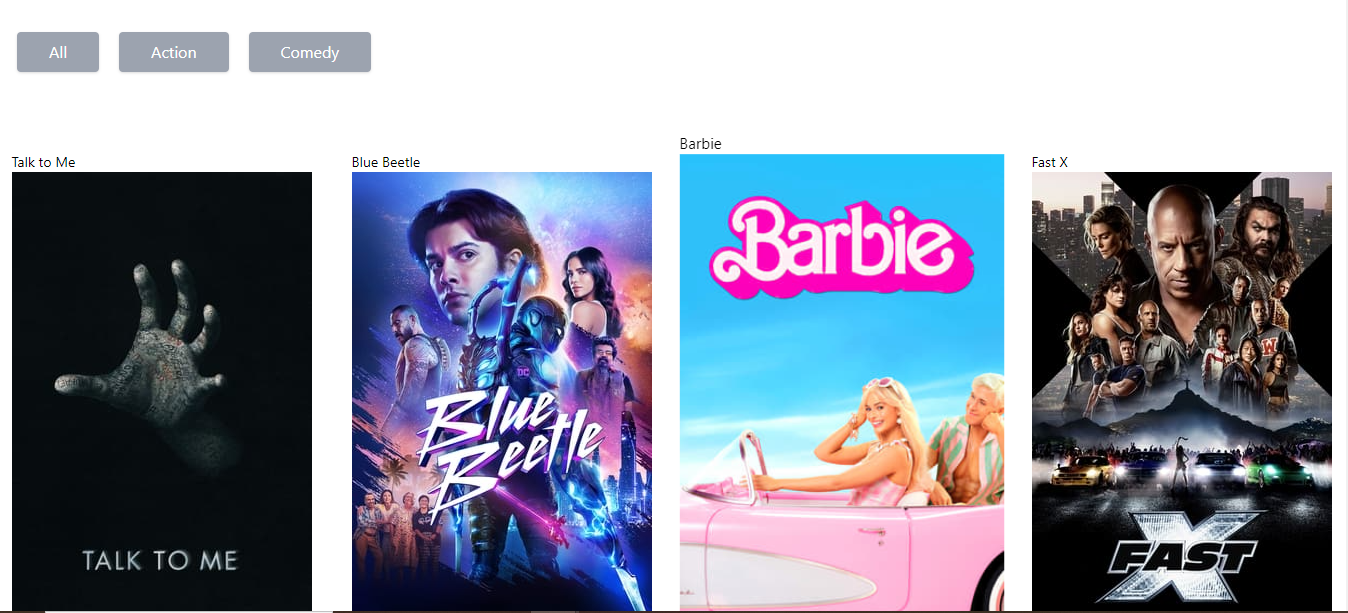 All
Action
Comedy
Talk to Me
Blue Beetle
Barbie
Fast X
TALK TO ME
DC
Blue
Beetle
Barbie
W
FAST
X